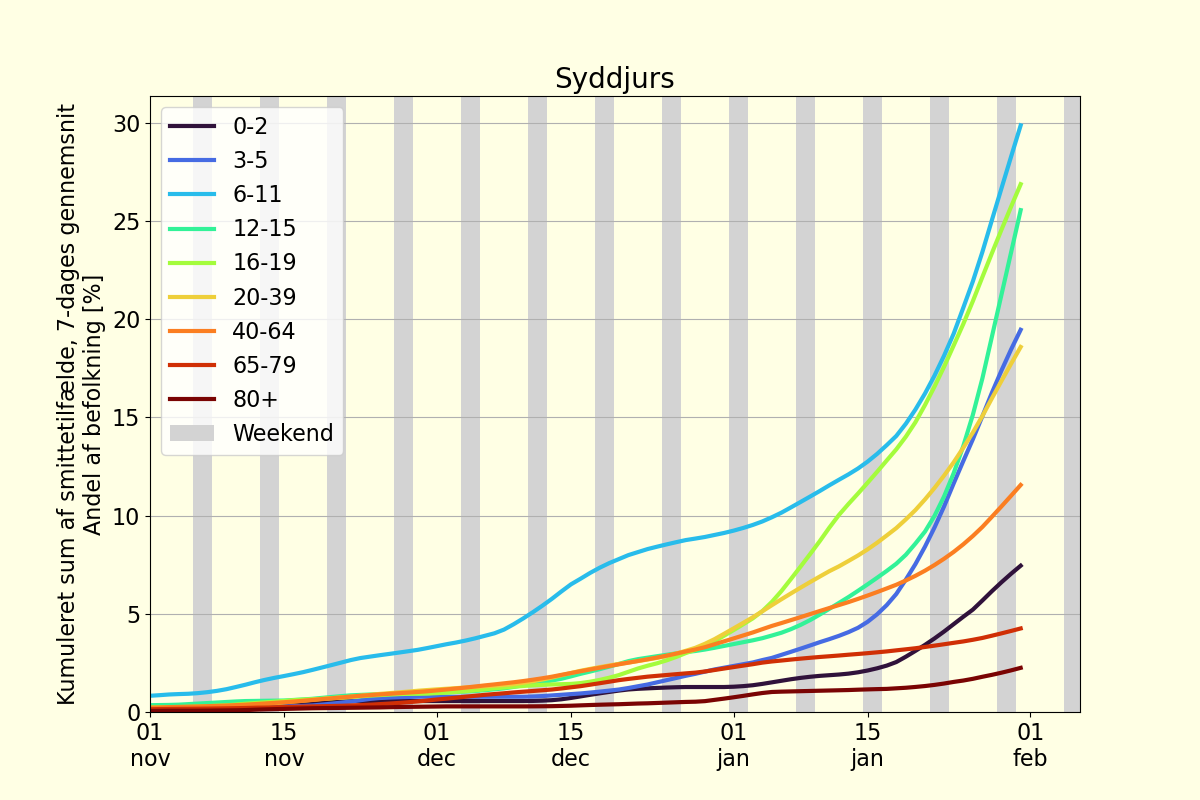 Syddjurs
Kumuleret sum af smittetilfælde, 7-dages gennemsnit
Andel af befolkning [%]
30
25
20
15
10
5
0
0-2
3-5
6-11
12-15
16-19
20-39
40-64
65-79
80+
Weekend
01 15 01 15 01 15 01
nov nov dec dec jan jan feb